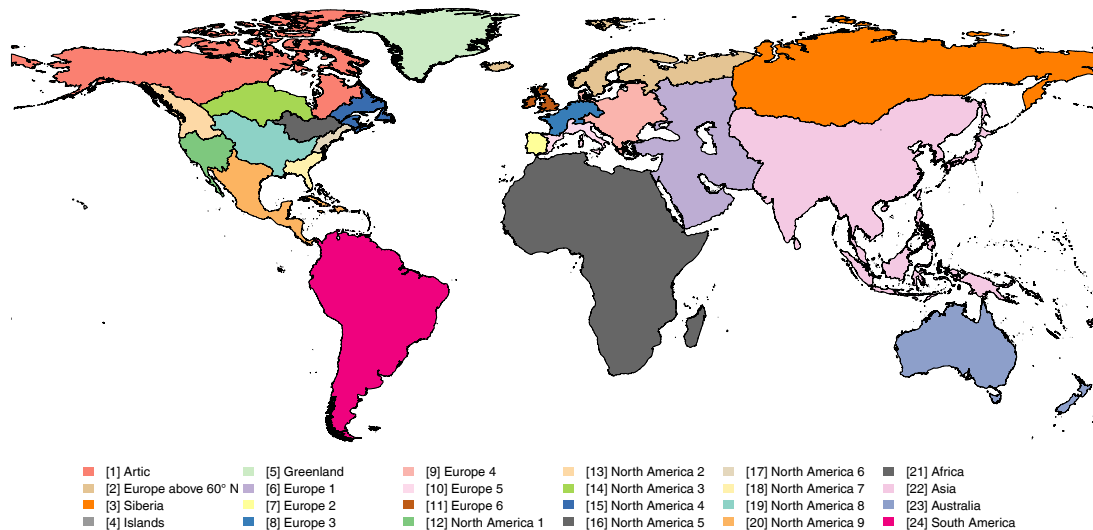 [1] Artic
[2] Europe above 60° N
[3] Siberia
[4] Islands
[5] Greenland
[6] Europe 1
[7] Europe 2
[8] Europe 3
[9] Europe 4
[10] Europe 5
[11] Europe 6
[12] North America 1
[13] North America 2
[14] North America 3
[15] North America 4
[16] North America 5
[17] North America 6
[18] North America 7
[19] North America 8
[20] North America 9
[21] Africa
[22] Asia
[23] Australia
[24] South America